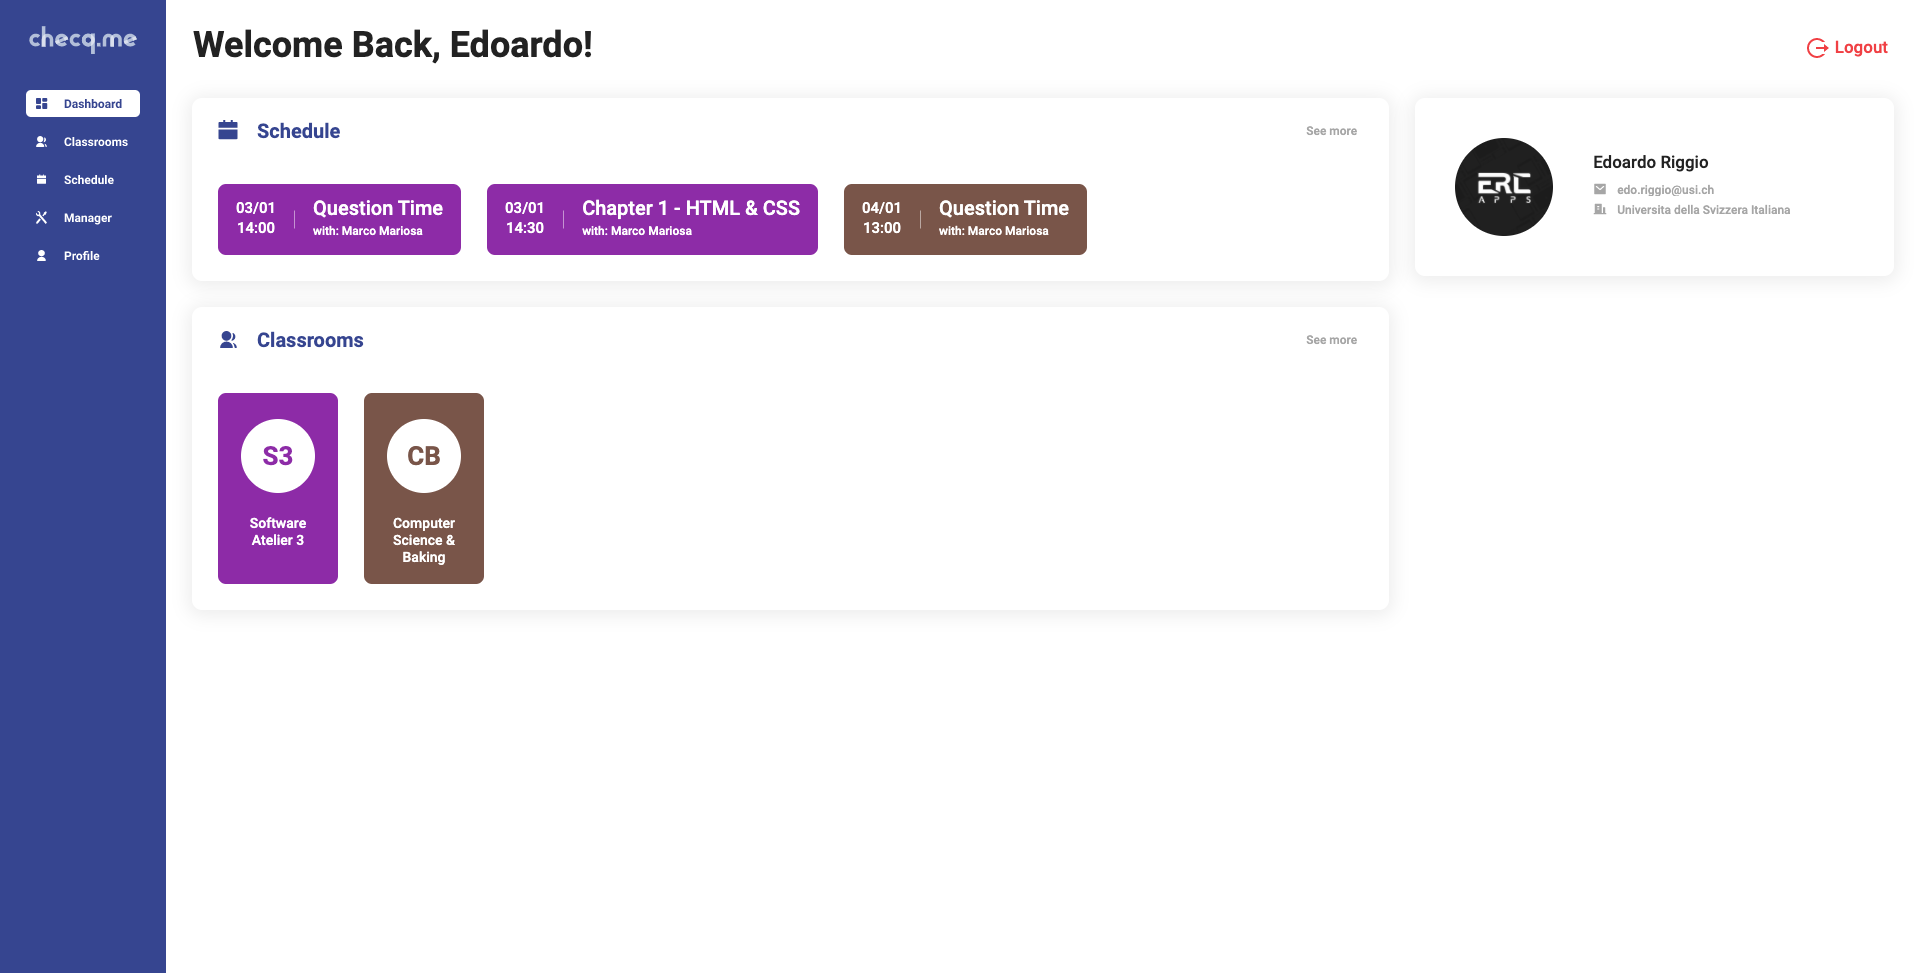 checq.me
Dashboard
Classrooms
Schedule
Manager
Profile
Welcome Back, Edoardo!
Logout
Schedule
See more
03/01
14:00
Question Time
with: Marco Mariosa
03/01
14:30
Chapter 1 - HTML & CSS
with: Marco Mariosa
04/01
13:00
Question Time
with: Marco Mariosa
Classrooms
See more
S3
Software
Atelier 3
CB
Computer
Science &
Baking
ERC
APPS
Edoardo Riggio
edo.riggio@usi.ch
Universita della Svizzera Italiana